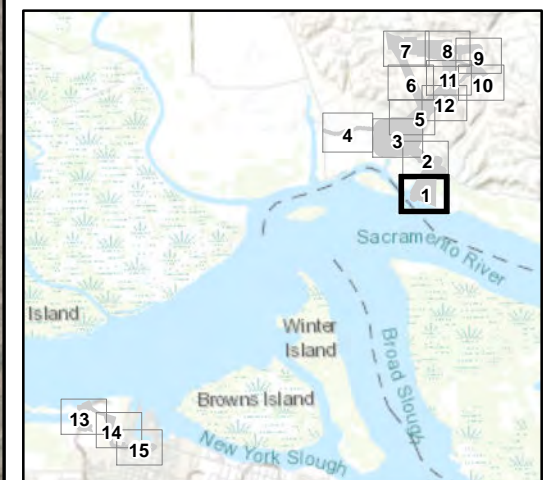 7 8 9
6 11 10
12
5
4 3
2
1
Sacramento River
Island
Winter
Island
Broad Slough
Browns Island
13
14
15
New York Slough